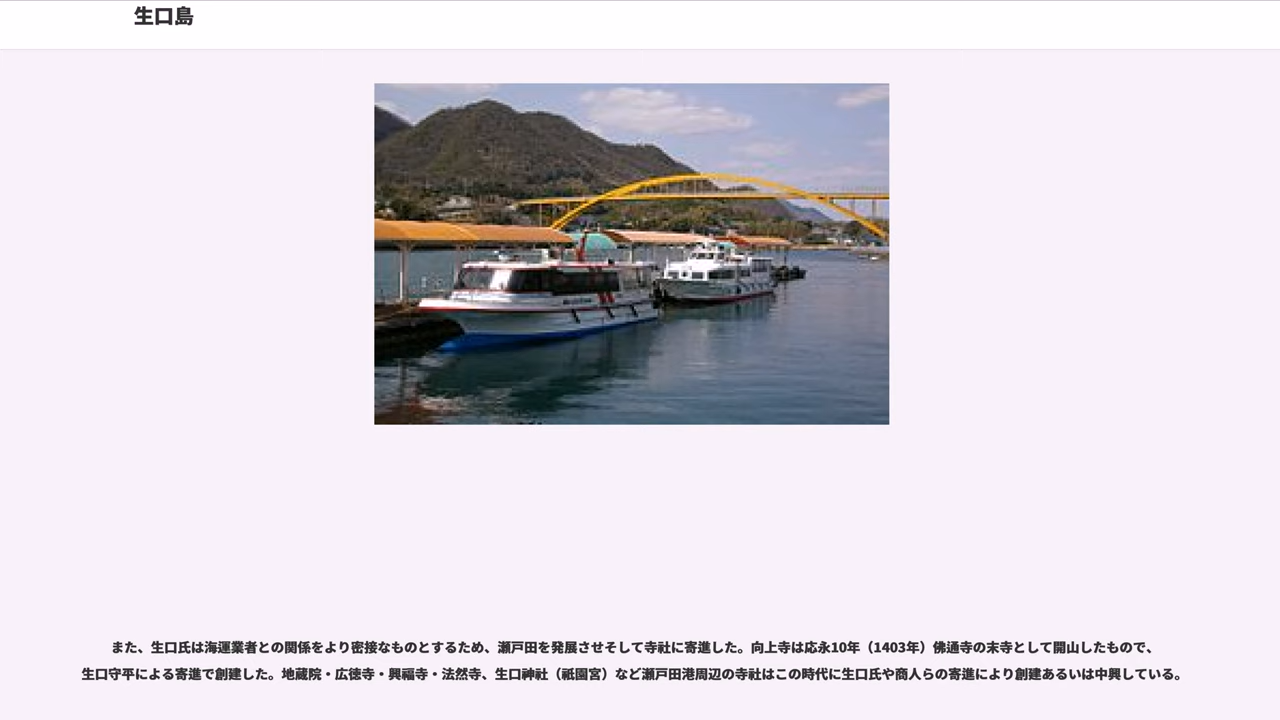 生口島
また、生口氏は海運業者との関係をより密接なものとするため、瀬戸田を発展させそして寺社に寄進した。向上寺は応永10年（1403年）佛通寺の末寺として開山したもので、
生口守平による寄進で創建した。地蔵院・広徳寺・興福寺・法然寺、生口神社（祇園宮）など瀬戸田港周辺の寺社はこの時代に生口氏や商人らの寄進により創建あるいは中興している。